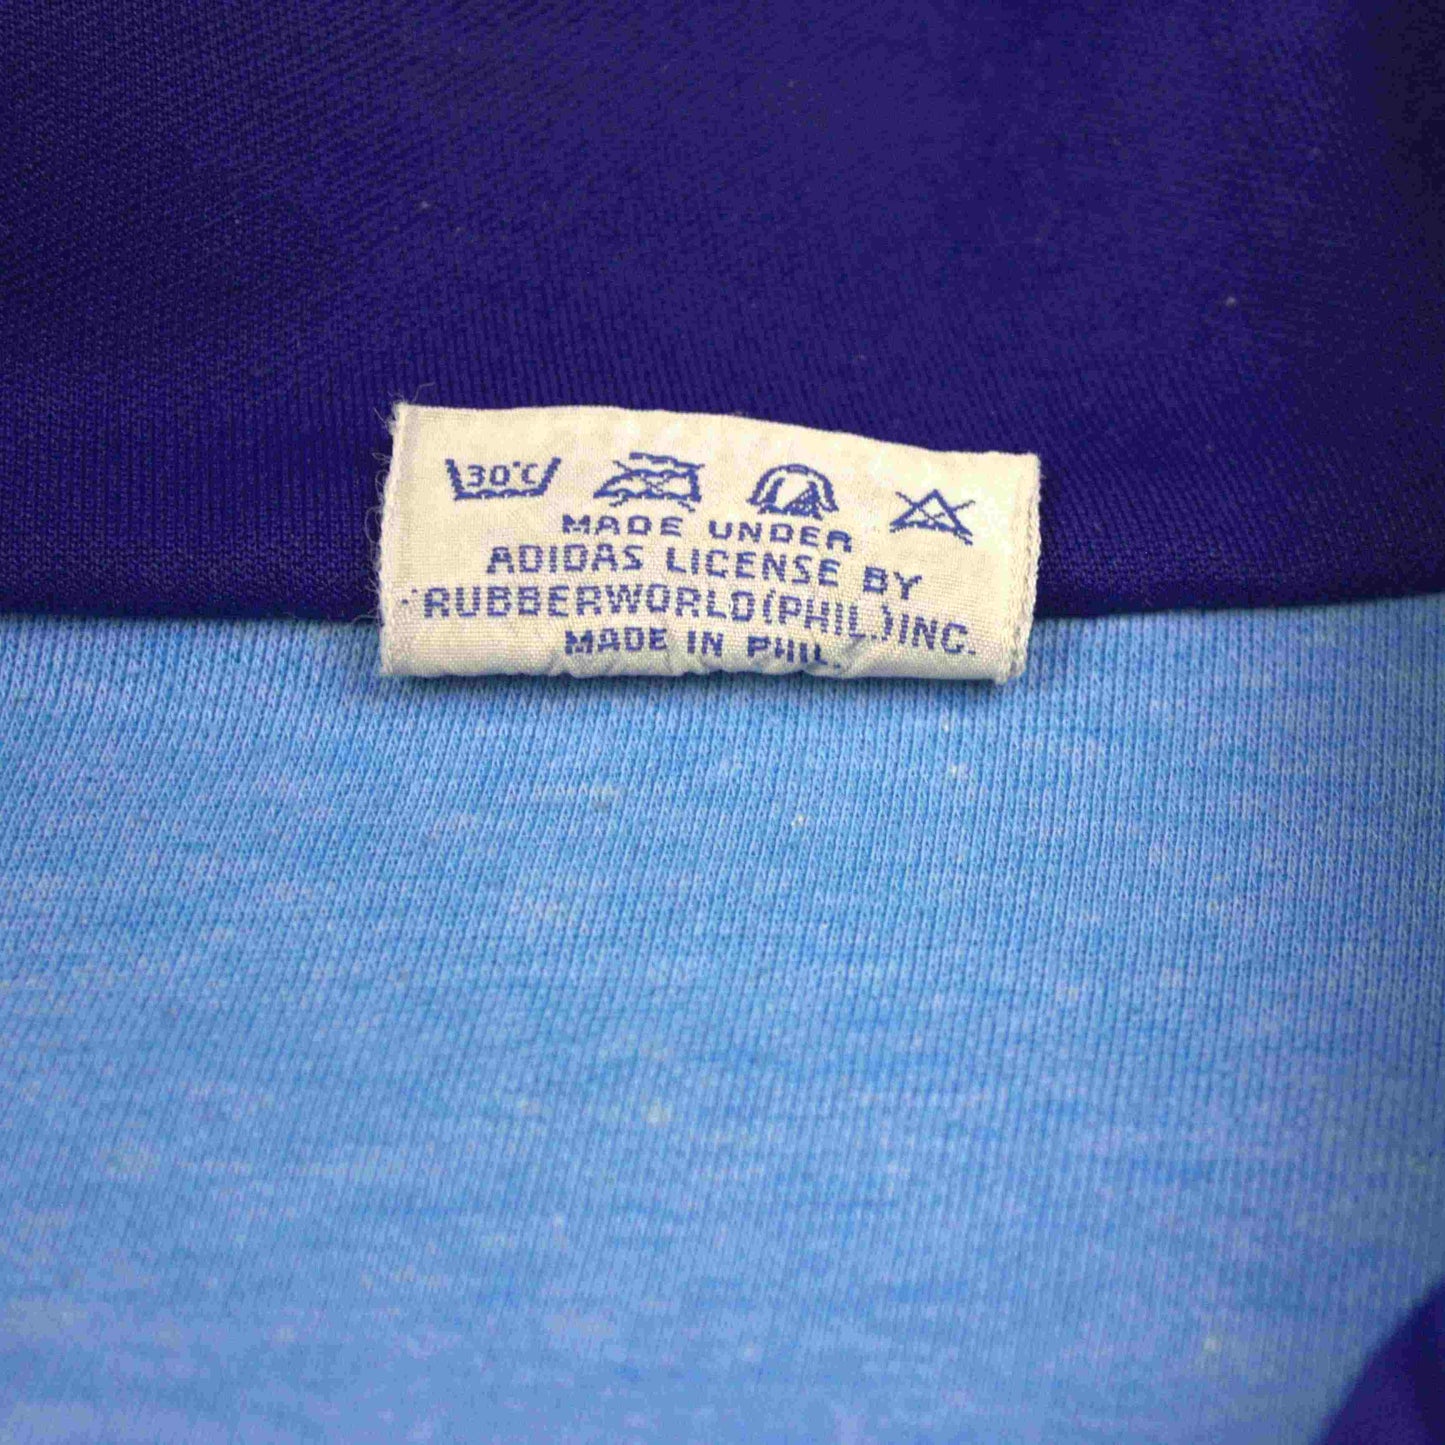 30°C
MADE UNDER
ADIDAS LICENSE BY
RUBBERWORLD(PHIL.)INC.
MADE IN PHIL.